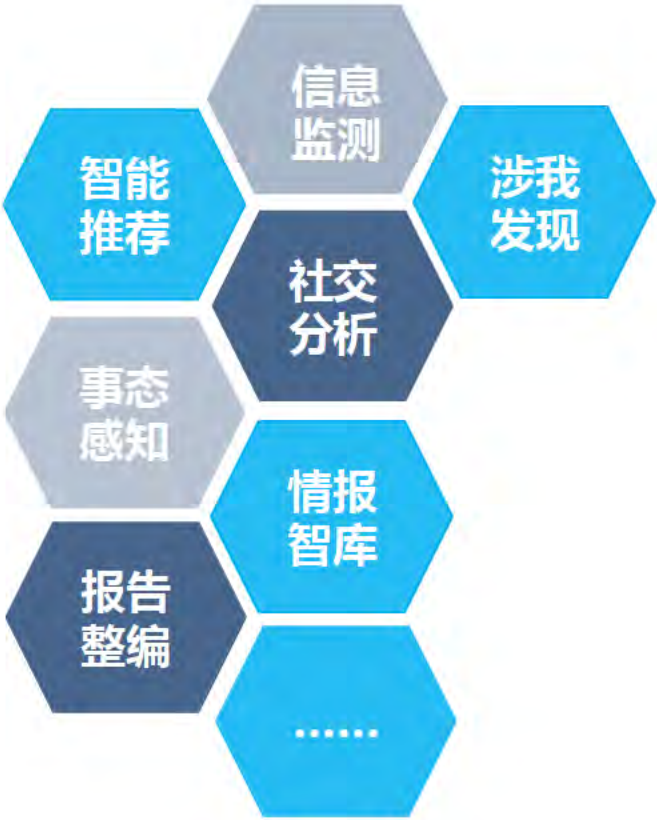 信息
监测
智能
推荐
涉我
发现
社交
分析
事态
感知
情报
智库
报告
整编
......